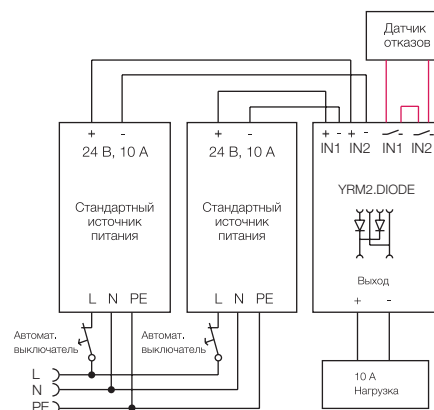 Датчик
отказов
+ - + - + - + -
24 В, 10 А 24 В, 10 А IN1 IN2 IN1 IN2
YRM2.DIODE
Стандартный
источник
питания
Стандартный
источник
питания
Выход
+ -
L N PE L N PE
Автомат.
выключатель
Автомат.
выключатель
L
N
PE
10 А
Нагрузка